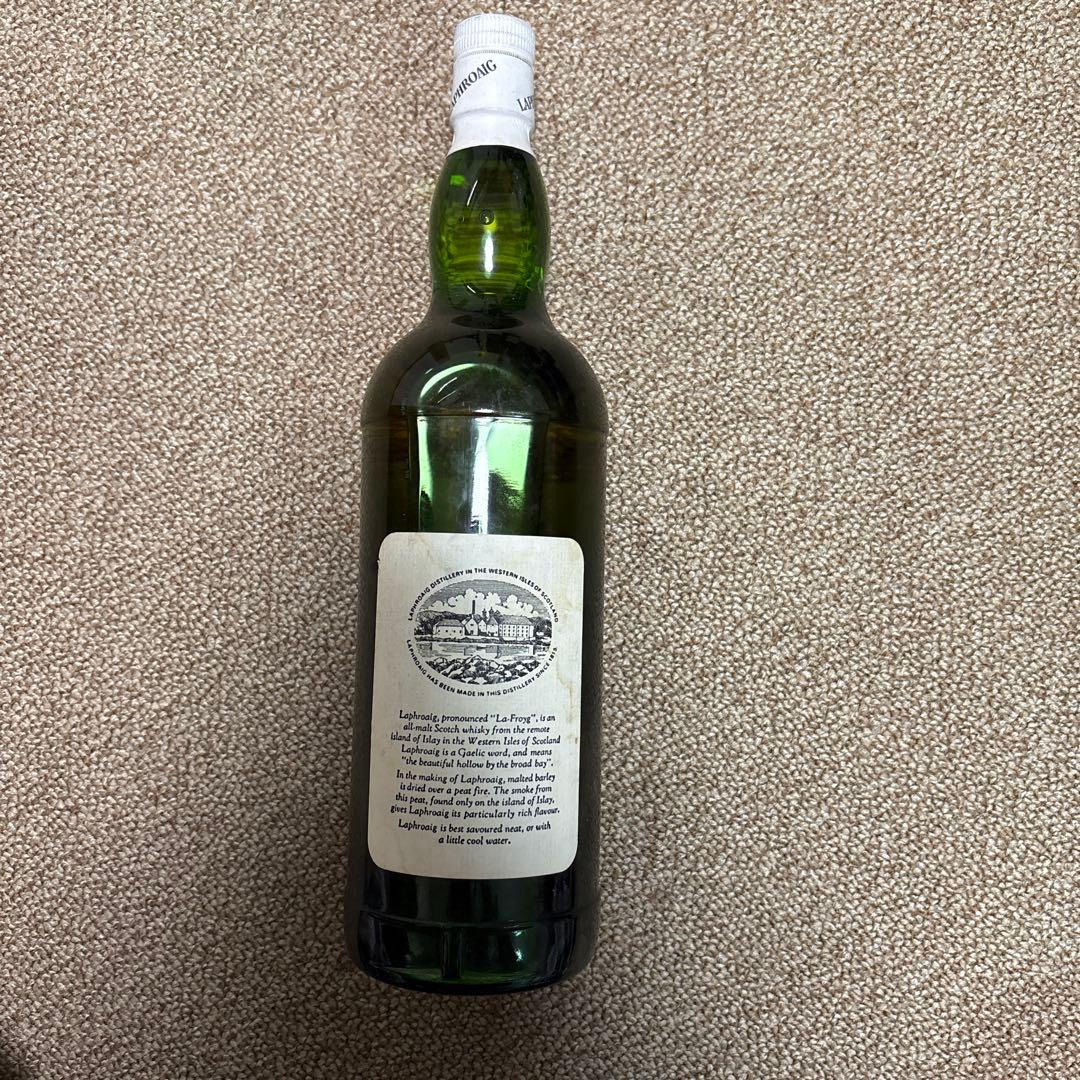 LAPHROAIG
LAPHROAIG DISTILLERY IN THE WESTERN ISLES OF SCOTLAND
LAPHROAIG HAS BEEN MADE IN THIS DISTILLERY SINCE 1815.
Laphroaig, pronounced "La-Froyg", is an
all-malt Scotch whisky from the remote
island of Islay in the Western Isles of Scotland
Laphroaig is a Gaelic word, and means
"the beautiful hollow by the broad bay".
In the making of Laphroaig, malted barley
is dried over a peat fire. The smoke from
this peat, found only on the island of Islay,
gives Laphroaig its particularly rich flavour.
Laphroaig is best savoured neat, or with
a little cool water.